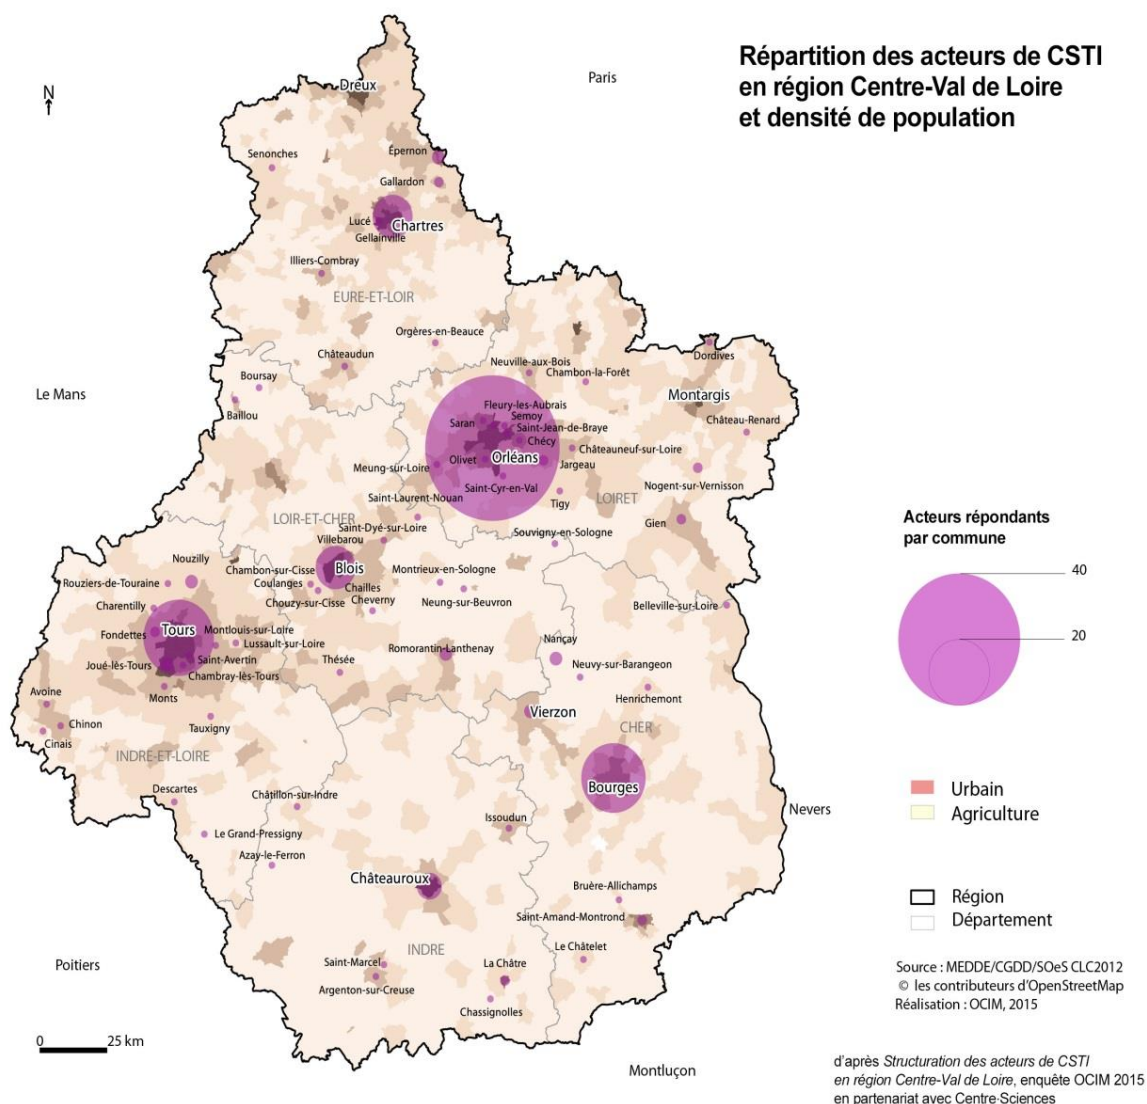 Répartition des acteurs de CSTI
en région Centre-Val de Loire
et densité de population
N
Paris
Dreux
Senonches
Épernon
Gallardon
Lucé
Chartres
Gellainville
Illiers-Combray
EURE-ET-LOIR
Orgères-en-Beauce
Châteaudun
Dordives
Neuville-aux-Bois
Chambon-la-Forêt
Boursay
Le Mans
Montargis
Baillou
Fleury-les-Aubrais
Semoy
Saran
Saint-Jean-de-Braye
Château-Renard
Chécy
Châteauneuf-sur-Loire
Olivet
Orléans
Meung-sur-Loire
Jargeau
Saint-Cyr-en-Val
Nogent-sur-Vernisson
Saint-Laurent-Nouan
LOIRET
Tigy
LOIR-ET-CHER
Gien
Saint-Dyé-sur-Loire
Souvigny-en-Sologne
Villebarou
Nouzilly
Blois
Chambon-sur-Cisse
Montrieux-en-Sologne
Rouziers-de-Touraine
Coulanges
Chailles
Chouzy-sur-Cisse
Neung-sur-Beuvron
Charentilly
Cheverny
Belleville-sur-Loire
Tours
Montlouis-sur-Loire
Fondettes
Lussault-sur-Loire
Nançay
Romorantin-Lanthenay
Saint-Avertin
Thésée
Joué-lès-Tours
Neuvy-sur-Barangeon
Chambray-lès-Tours
Avoine
Monts
Henrichemont
Vierzon
Chinon
Tauxigny
CHER
Cinais
INDRE-ET-LOIRE
Bourges
Descartes
Châtillon-sur-Indre
Nevers
Issoudun
Le Grand-Pressigny
Azay-le-Ferron
Châteauroux
Bruère-Allichamps
Saint-Amand-Montrond
INDRE
Le Châtelet
Poitiers
Saint-Marcel
La Châtre
Argenton-sur-Creuse
Chassignolles
0 25 km
Montluçon
Acteurs répondants
par commune
40
20
Urbain
Agriculture
Région
Département
Source : MEDDE/CGDD/SOeS CLC2012
© les contributeurs d'OpenStreetMap
Réalisation : OCIM, 2015
d'après Structuration des acteurs de CSTI
en région Centre-Val de Loire, enquête OCIM 2015
en partenariat avec Centre·Sciences